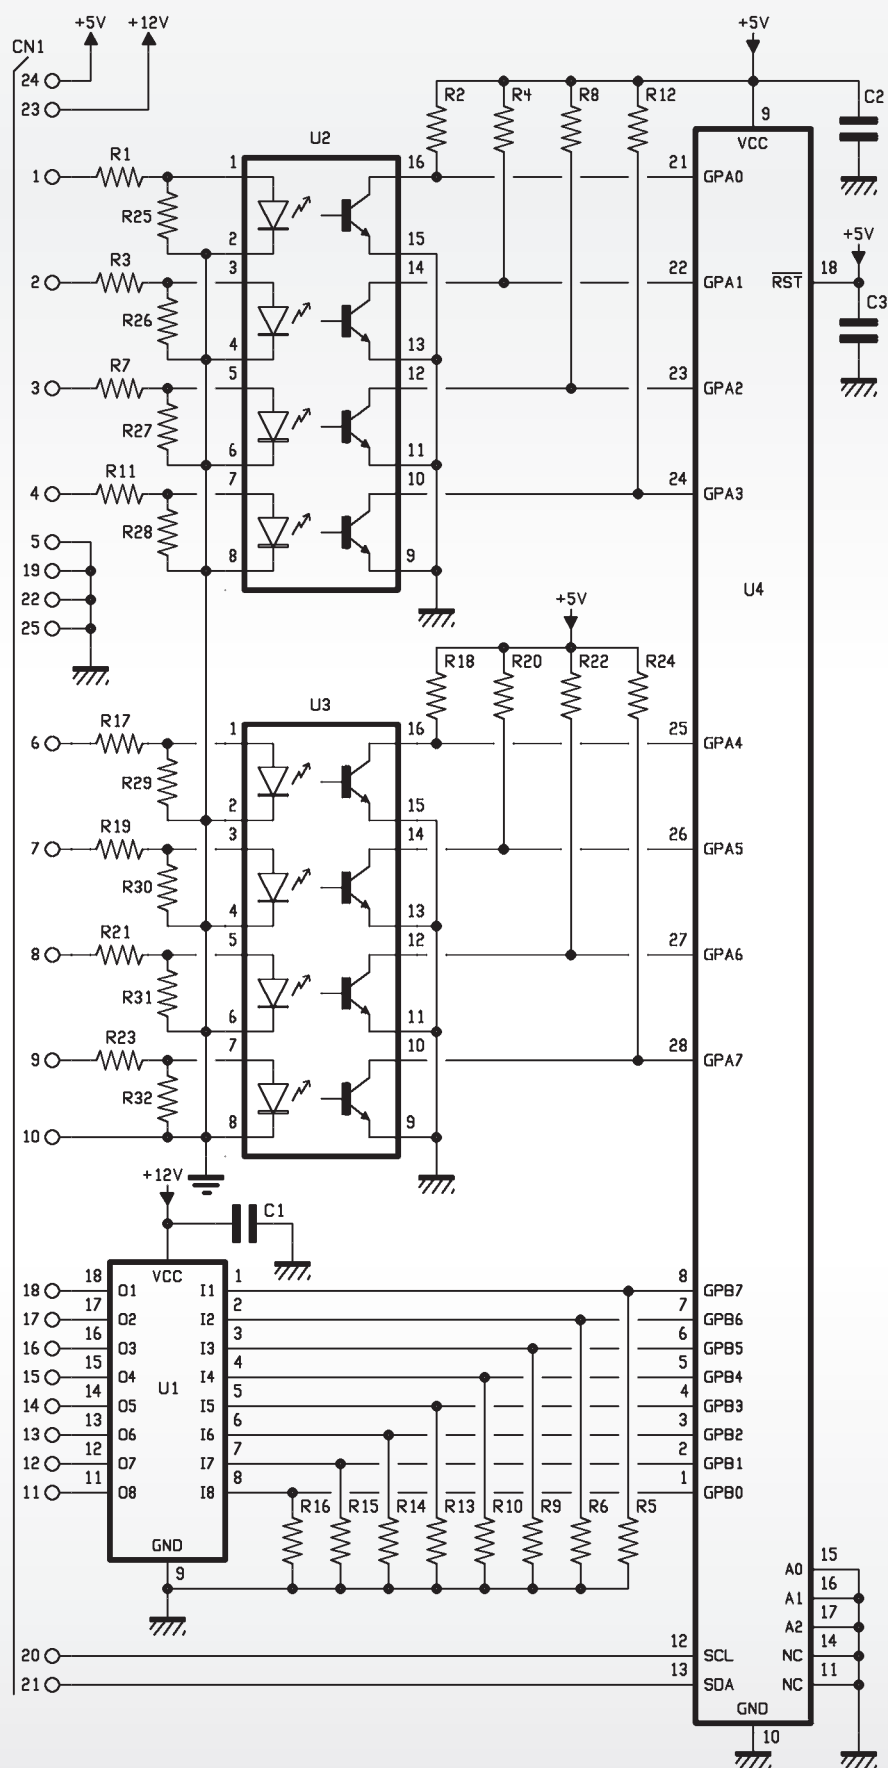 +5V +12V +5V
CN1
24 R2 R4 R8 R12 C2
23 9
U2 VCC
R1 1 16 21
1 GPA0
R25
2 15 +5V
R3 3 14 22 18
2 GPA1 RST
R26 C3
4 13
R7 5 12 23
3 GPA2
R27
6 11
R11 7 10 24
4 GPA3
R28
5 8 9
19
22 U4
25 +5V
R18 R20 R22 R24
U3
R17 1 16 25
6 GPA4
R29
2 15
R19 3 14 26
7 GPA5
R30
4 13
R21 5 12 27
8 GPA6
R31
6 11
R23 7 10 28
9 GPA7
R32
8 9
10
+12V
C1
18 VCC 1 8
18 O1 I1 GPB7
17 2 7
17 O2 I2 GPB6
16 3 6
16 O3 I3 GPB5
15 4 5
15 O4 I4 GPB4
U1
14 5 4
14 O5 I5 GPB3
13 6 3
13 O6 I6 GPB2
12 7 2
12 O7 I7 GPB1
11 8 1
11 O8 I8 GPB0
R16 R15 R14 R13 R10 R9 R6 R5
GND
9
15
A0
16
A1
17
A2
12 14
20 SCL NC
13 11
21 SDA NC
GND
10